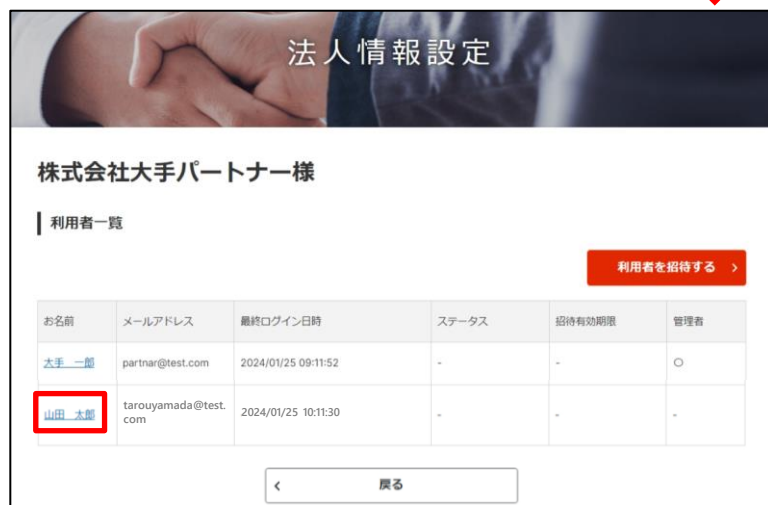 法人情報設定
株式会社大手パートナー様
利用者一覧
利用者を招待する
お名前 メールアドレス 最終ログイン日時 ステータス 招待有効期限 管理者
大手 一郎 partnar@test.com 2024/01/25 09:11:52 - - ○
山田 太郎 tarouyamada@test.com 2024/01/25 10:11:30 - - -
戻る